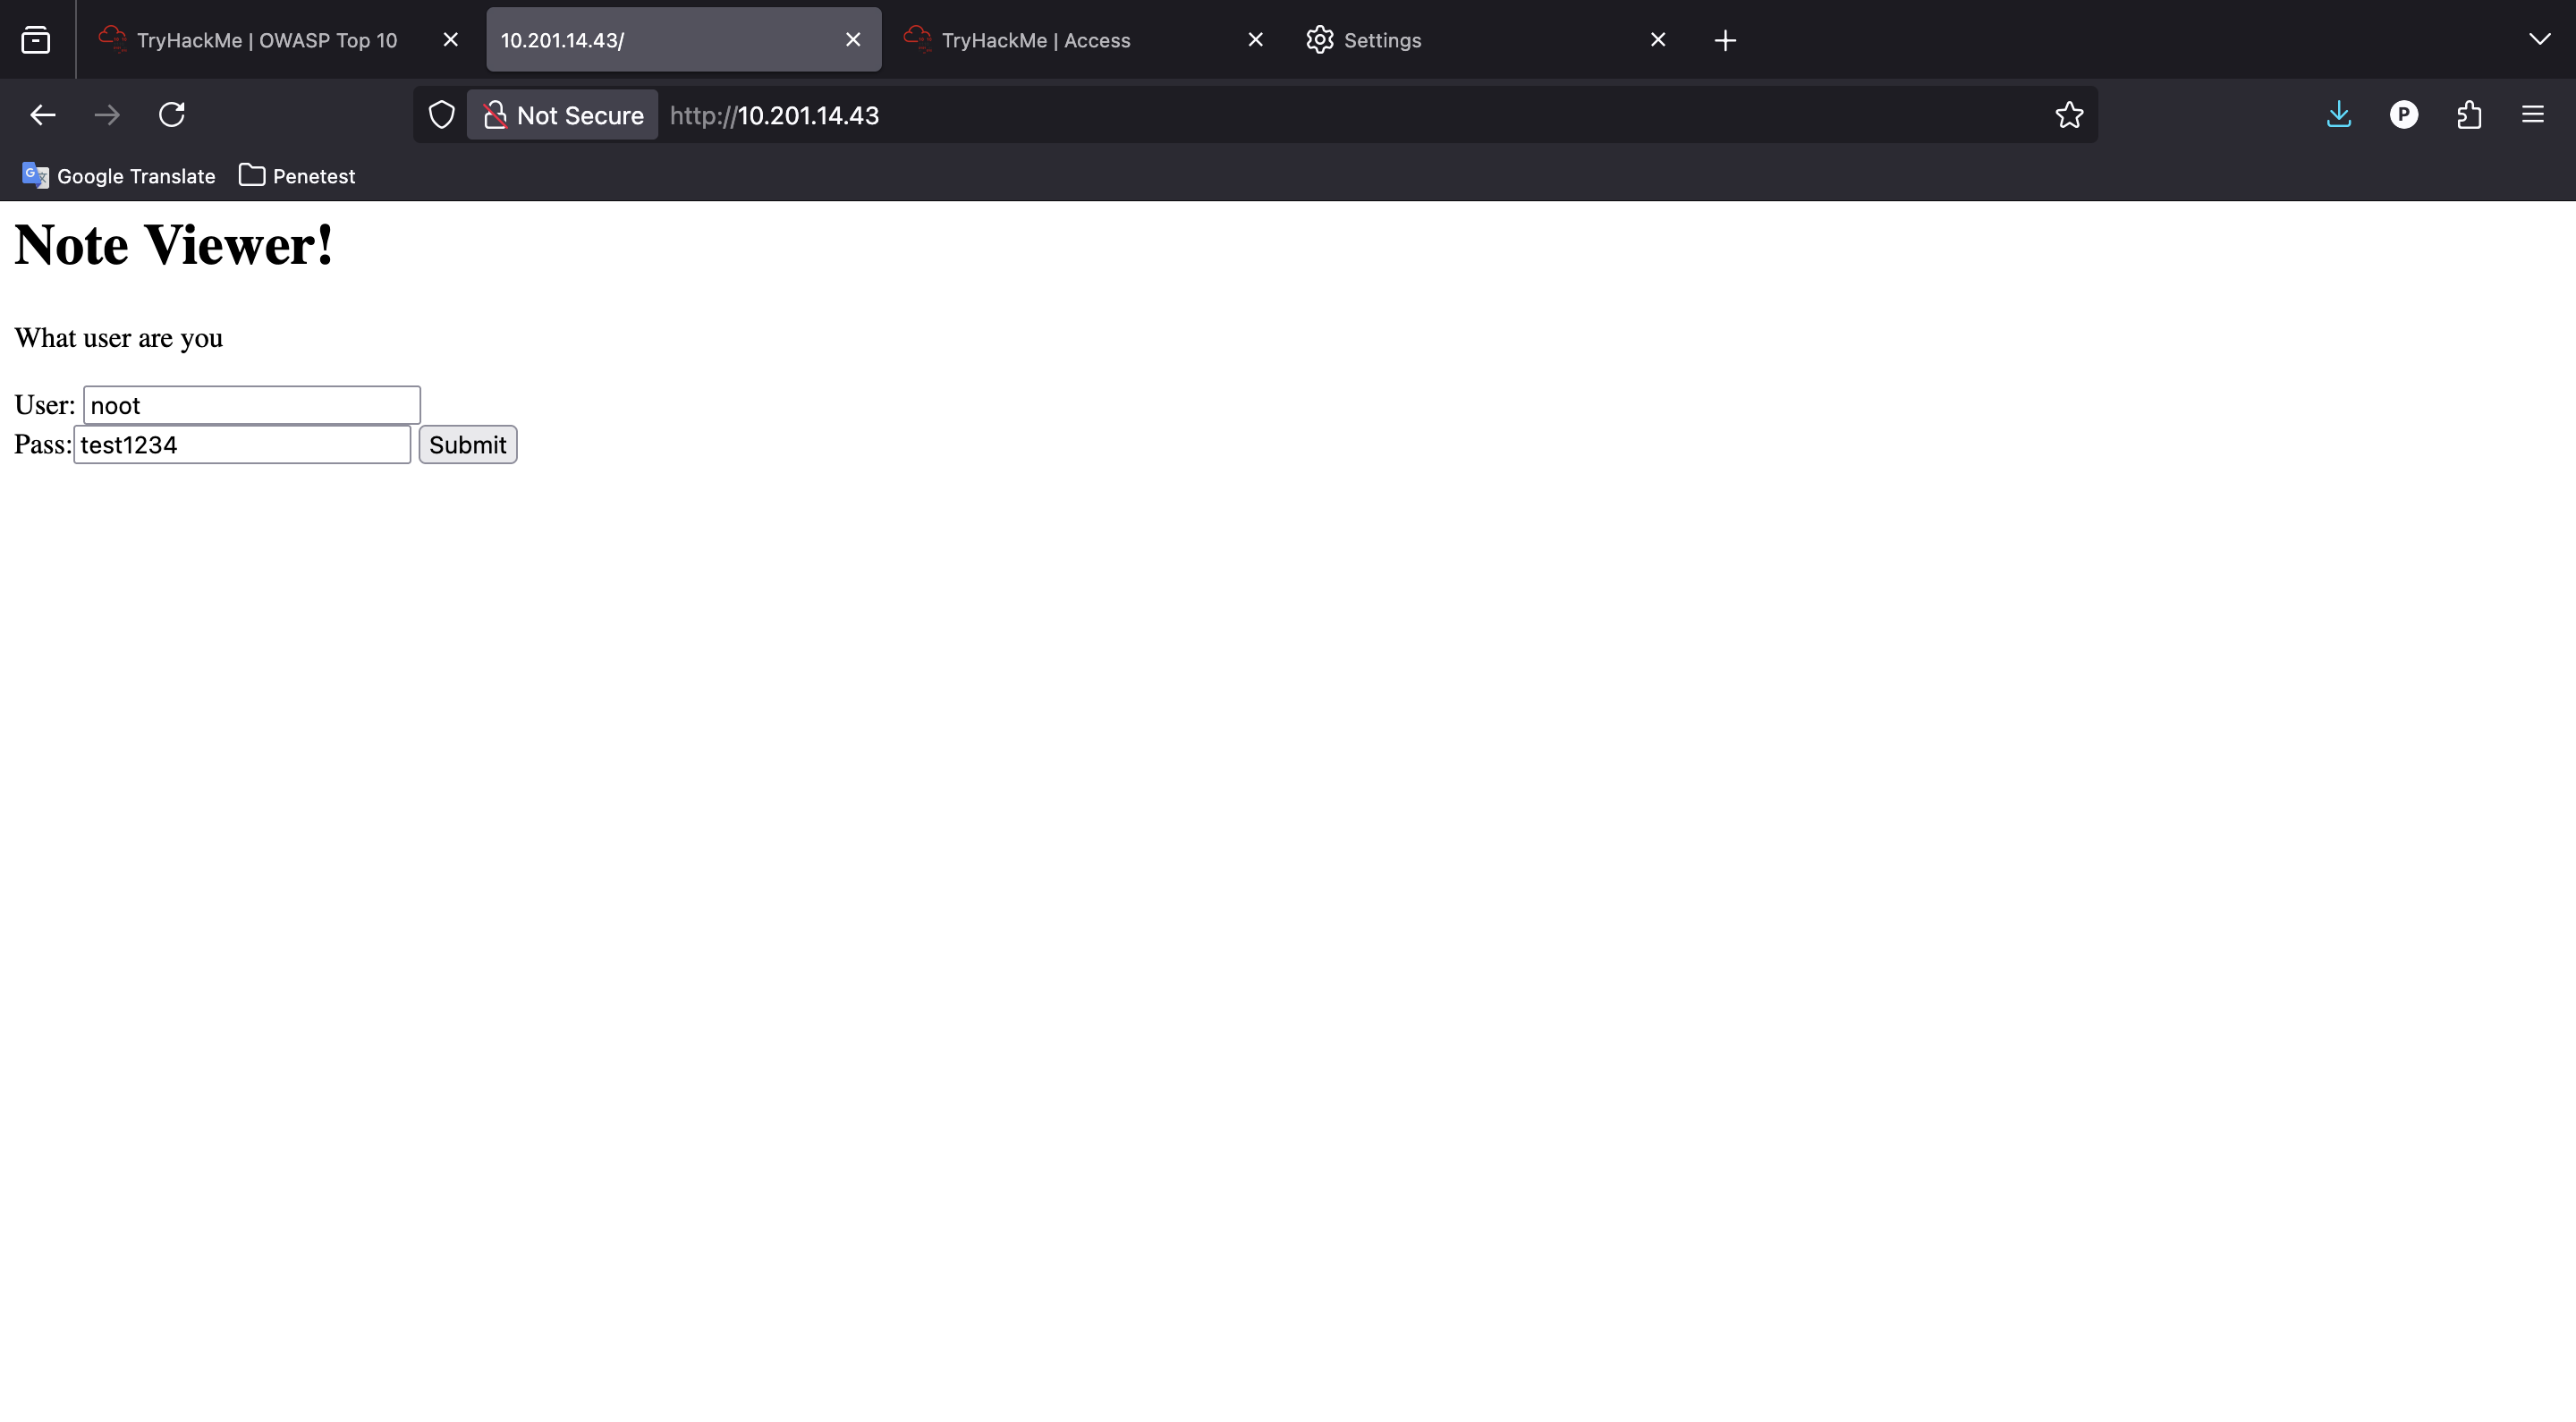 TryHackMe | OWASP Top 10
10.201.14.43/
TryHackMe | Access
Settings
Not Secure
http://10.201.14.43
P
Google Translate
Penetest
Note Viewer!
What user are you
User: noot
Pass: test1234 Submit